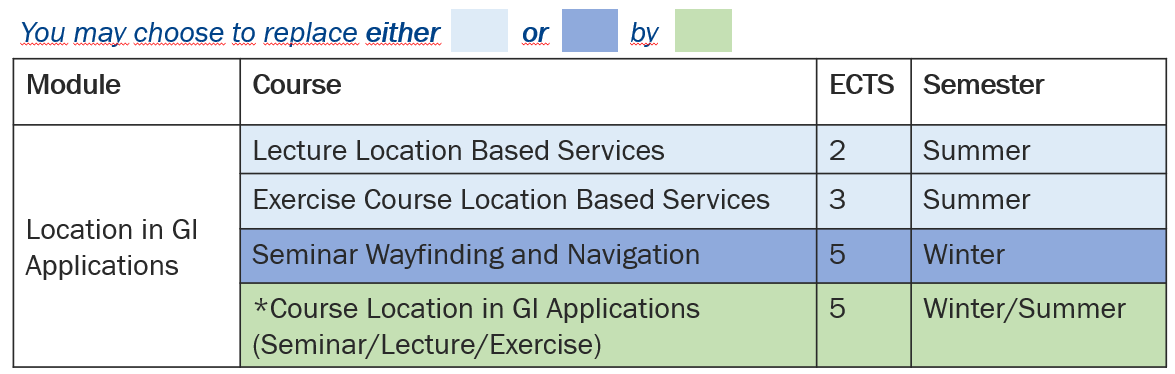 You may choose to replace either or by
Module Course ECTS Semester
Lecture Location Based Services 2 Summer
Exercise Course Location Based Services 3 Summer
Location in GI
Applications
Seminar Wayfinding and Navigation 5 Winter
*Course Location in GI Applications 5 Winter/Summer
(Seminar/Lecture/Exercise)